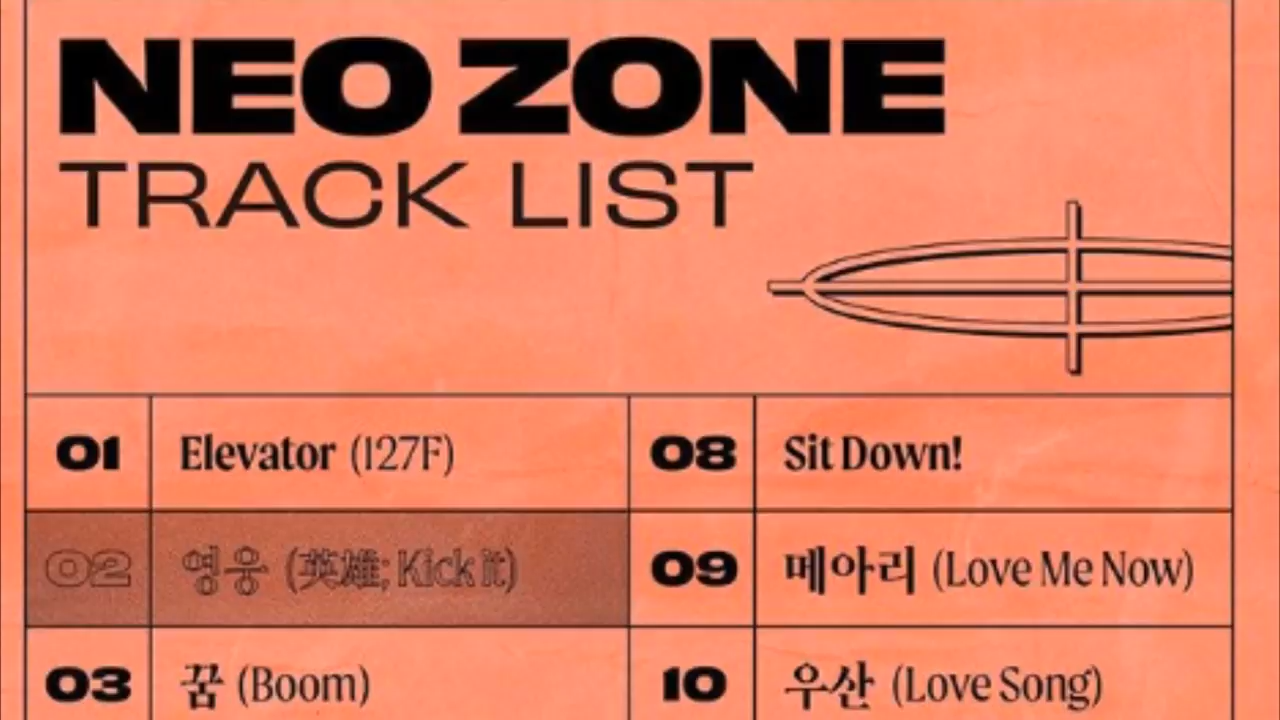 NEO ZONE
TRACK LIST
01 Elevator (127F)
02 영웅 (英雄; Kick it)
03 꿈 (Boom)
08 Sit Down!
09 메아리 (Love Me Now)
10 우산 (Love Song)